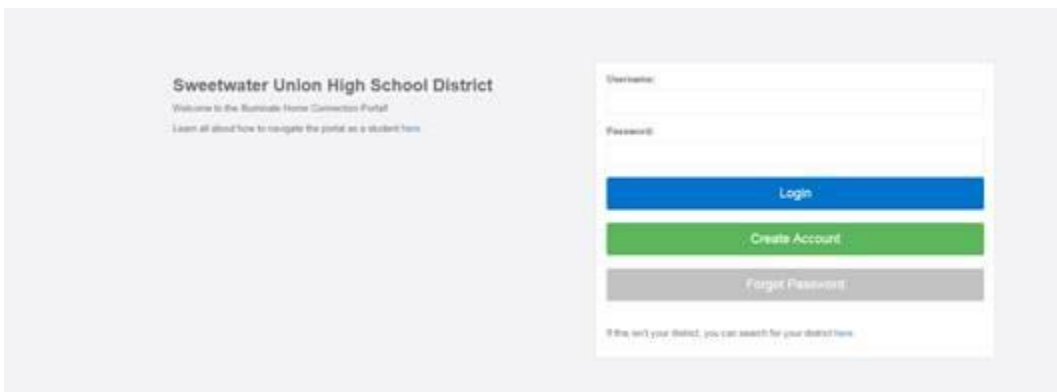 Sweetwater Union High School District
Welcome to the Illuminate Home Connection Portal!
Learn all about how to navigate the portal as a student here
Username:
Password:
Login
Create Account
Forgot Password
If this isn't your district, you can search for your district here